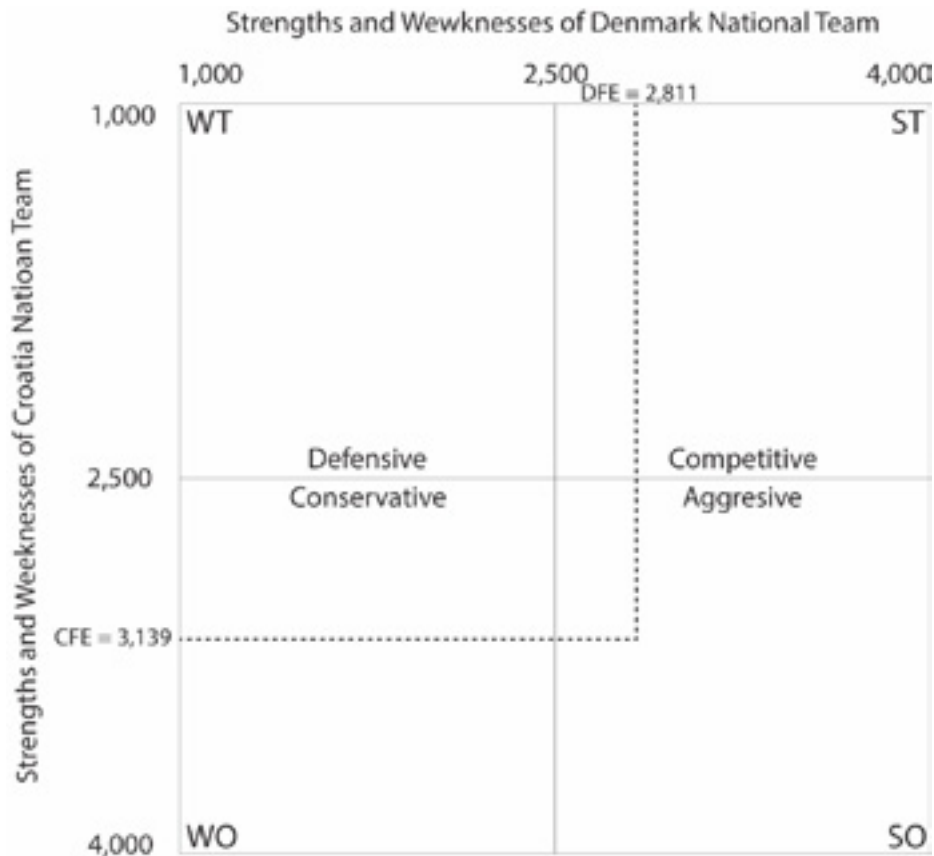 Strengths and Wewknesses of Denmark National Team
1,000 2,500 4,000
DFE = 2,811
1,000
WT ST
Strengths and Weeknesses of Croatia Natioan Team
Defensive Competitive
2,500
Conservative Aggresive
CFE = 3,139
4,000 WO SO